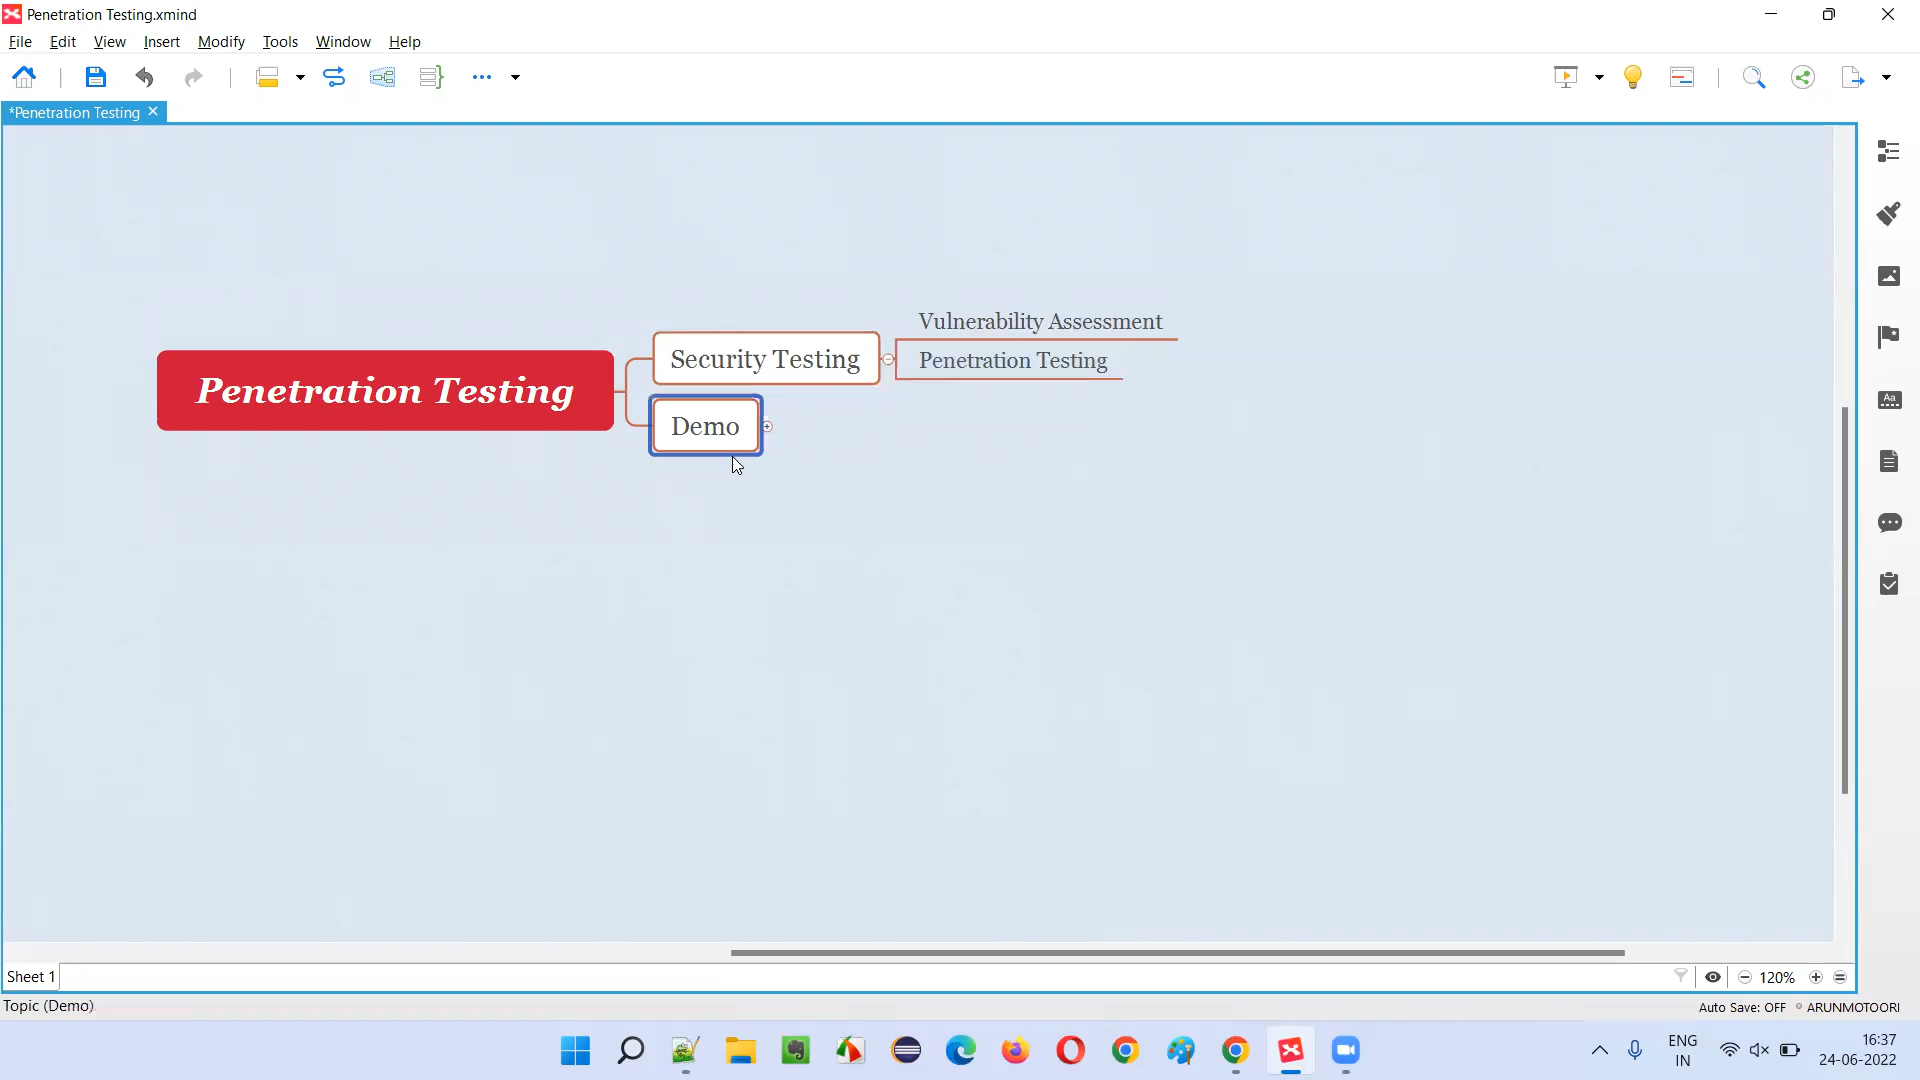 Penetration Testing.xmind
File Edit View Insert Modify Tools Window Help
*Penetration Testing
Vulnerability Assessment
Security Testing
Penetration Testing
Penetration Testing
Demo
Aa
Sheet 1
120%
Topic (Demo)
Auto Save: OFF ARUNMOTOORI
ENG
IN
16:37
24-06-2022